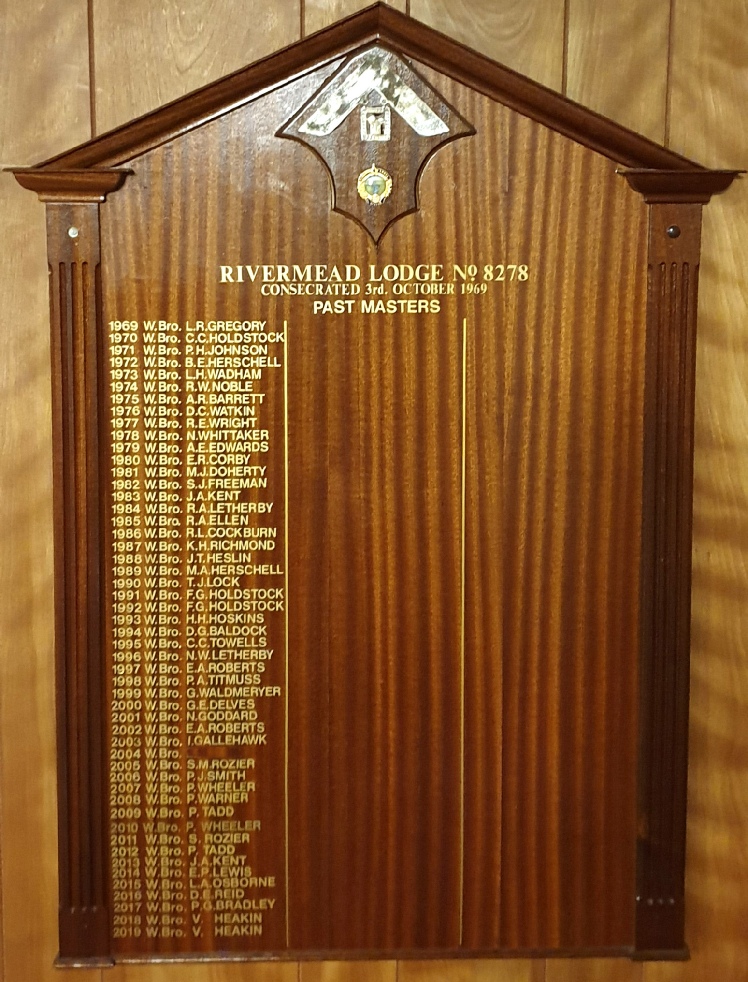 RIVERMEAD LODGE Nº 8278
CONSECRATED 3rd. OCTOBER 1969
PAST MASTERS
1969 W.Bro. L.R.GREGORY
1970 W.Bro. C.C.HOLDSTOCK
1971 W.Bro. P.H.JOHNSON
1972 W.Bro. B.E.HERSCHELL
1973 W.Bro. L.H.WADHAM
1974 W.Bro. R.W.NOBLE
1975 W.Bro. A.R.BARRETT
1976 W.Bro. D.C.WATKIN
1977 W.Bro. R.E.WRIGHT
1978 W.Bro. N.WHITTAKER
1979 W.Bro. A.E.EDWARDS
1980 W.Bro. E.R.CORBY
1981 W.Bro. M.J.DOHERTY
1982 W.Bro. S.J.FREEMAN
1983 W.Bro. J.A.KENT
1984 W.Bro. R.A.LETHERBY
1985 W.Bro. R.A.ELLEN
1986 W.Bro. R.L.COCKBURN
1987 W.Bro. K.H.RICHMOND
1988 W.Bro. J.T.HESLIN
1989 W.Bro. M.A.HERSCHELL
1990 W.Bro. T.J.LOCK
1991 W.Bro. F.G.HOLDSTOCK
1992 W.Bro. F.G.HOLDSTOCK
1993 W.Bro. H.H.HOSKINS
1994 W.Bro. D.G.BALDOCK
1995 W.Bro. C.C.TOWELLS
1996 W.Bro. N.W.LETHERBY
1997 W.Bro. E.A.ROBERTS
1998 W.Bro. P.A.TITMUSS
1999 W.Bro. G.WALDMERYER
2000 W.Bro. G.E.DELVES
2001 W.Bro. N.GODDARD
2002 W.Bro. E.A.ROBERTS
2003 W.Bro. I.GALLEHAWK
2004 W.Bro.
2005 W.Bro. S.M.ROZIER
2006 W.Bro. P.J.SMITH
2007 W.Bro. P.WHEELER
2008 W.Bro. P.WARNER
2009 W.Bro. P. TADD
2010 W.Bro. P. WHEELER
2011 W.Bro. S. ROZIER
2012 W.Bro. P. TADD
2013 W.Bro. J.A.KENT
2014 W.Bro. E.P.LEWIS
2015 W.Bro. L.A.OSBORNE
2016 W.Bro. D.E.REID
2017 W.Bro. P.G.BRADLEY
2018 W.Bro. V. HEAKIN
2019 W.Bro. V. HEAKIN